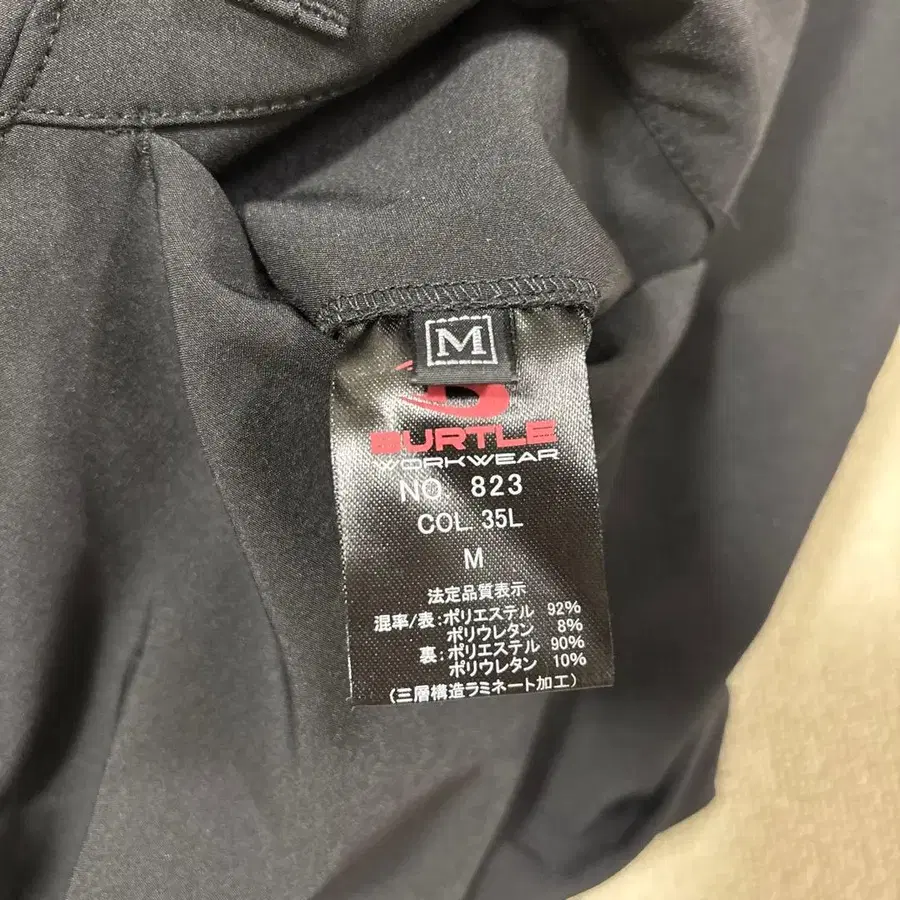 M
BURTLE
WORKWEAR
NO. 823
COL. 35L
M
法定品質表示
混率/表:ポリエステル 92%
ポリウレタン 8%
裏:ポリエステル 90%
ポリウレタン 10%
(三層構造ラミネート加工)